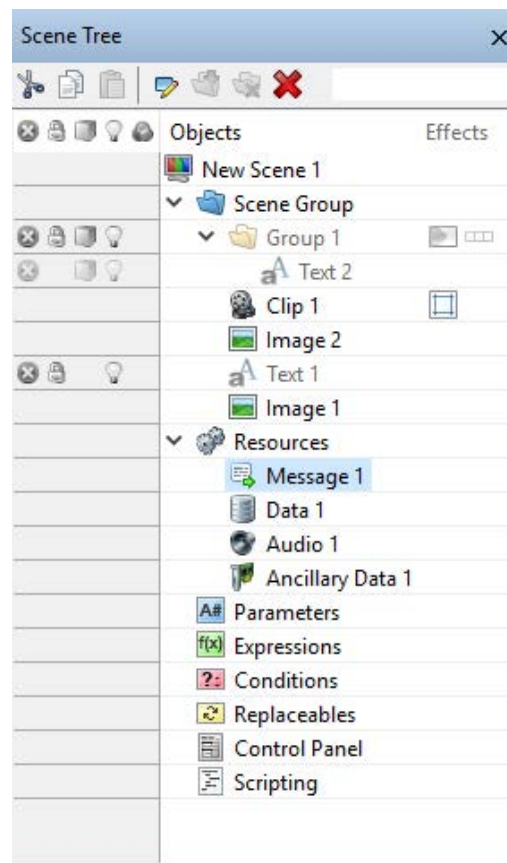 Scene Tree
Objects Effects
New Scene 1
Scene Group
Group 1
aA Text 2
Clip 1
Image 2
aA Text 1
Image 1
Resources
Message 1
Data 1
Audio 1
Ancillary Data 1
A# Parameters
f(x) Expressions
?: Conditions
Replaceables
Control Panel
Scripting